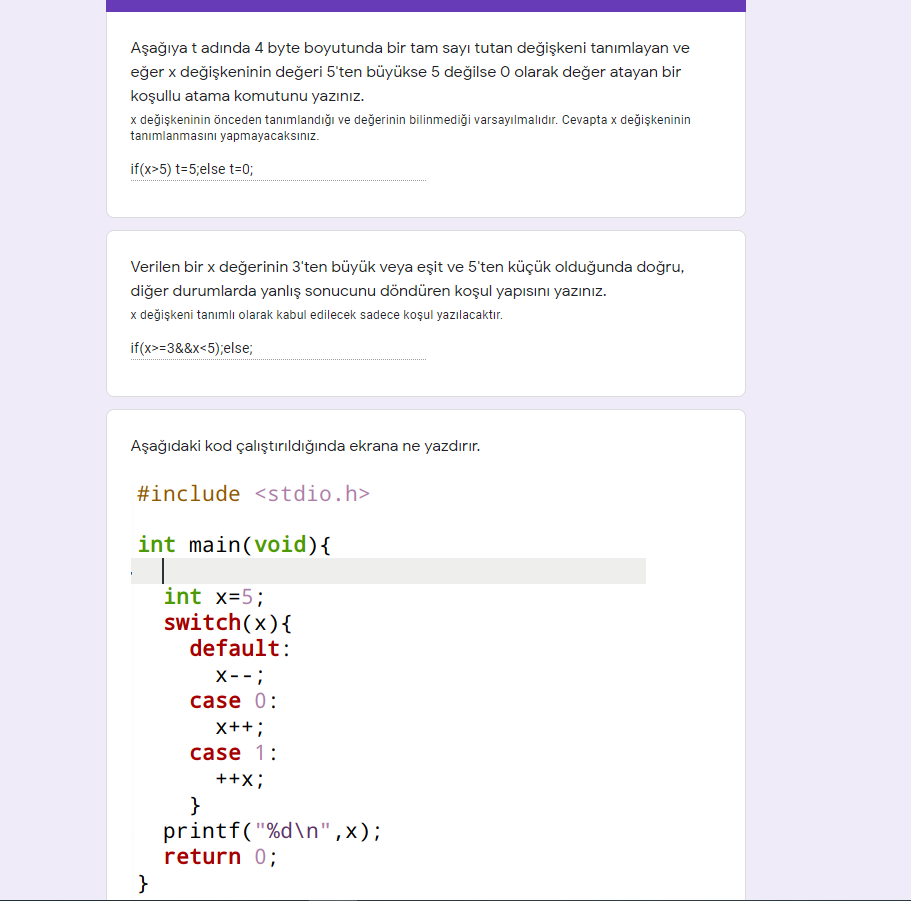 Aşağıya t adında 4 byte boyutunda bir tam sayı tutan değişkeni tanımlayan ve
eğer x değişkeninin değeri 5'ten büyükse 5 değilse 0 olarak değer atayan bir
koşullu atama komutunu yazınız.
x değişkeninin önceden tanımlandığı ve değerinin bilinmediği varsayılmalıdır. Cevapta x değişkeninin
tanımlanmasını yapmayacaksınız.
if(x>5) t=5;else t=0;
Verilen bir x değerinin 3'ten büyük veya eşit ve 5'ten küçük olduğunda doğru,
diğer durumlarda yanlış sonucunu döndüren koşul yapısını yazınız.
x değişkeni tanımlı olarak kabul edilecek sadece koşul yazılacaktır.
if(x>=3&&x<5);else;
Aşağıdaki kod çalıştırıldığında ekrana ne yazdırır.
#include <stdio.h>
int main(void){
int x=5;
switch(x){
default:
x--;
case 0:
x++;
case 1:
++x;
}
printf("%d\n",x);
return 0;
}